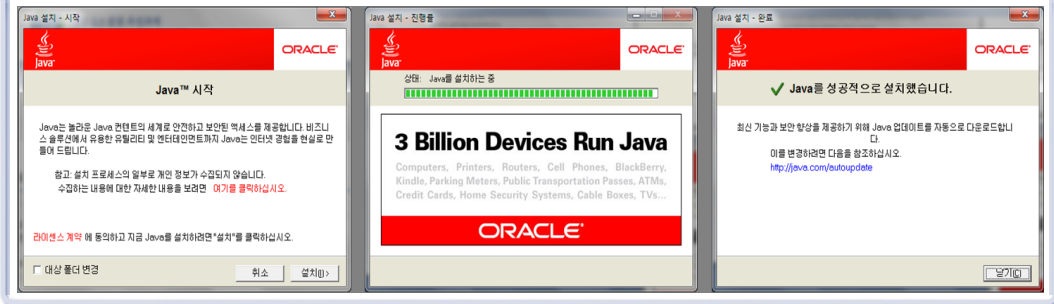 Java 설치 - 시작
Java
ORACLE
Java™ 시작
Java는 놀라운 Java 컨텐트의 세계로 안전하고 보안된 액세스를 제공합니다. 비즈니
스 솔루션에서 유용한 유틸리티 및 엔터테인먼트까지 Java는 인터넷 경험을 현실로 만
들어 드립니다.
참고: 설치 프로세스의 일부로 개인 정보가 수집되지 않습니다.
수집하는 내용에 대한 자세한 내용을 보려면 여기를 클릭하십시오.
라이센스 계약 에 동의하고 지금 Java를 설치하려면 "설치"를 클릭하십시오.
대상 폴더 변경
취소
설치(I)>
Java 설치 - 진행률
Java
ORACLE
상태: Java를 설치하는 중
3 Billion Devices Run Java
Computers, Printers, Routers, Cell Phones, BlackBerry,
Kindle, Parking Meters, Public Transportation Passes, ATMs,
Credit Cards, Home Security Systems, Cable Boxes, TVs...
ORACLE
Java 설치 - 완료
Java
ORACLE
Java를 성공적으로 설치했습니다.
최신 기능과 보안 향상을 제공하기 위해 Java 업데이트를 자동으로 다운로드합니
다.
이를 변경하려면 다음을 참조하십시오.
http://java.com/autoupdate
닫기(C)